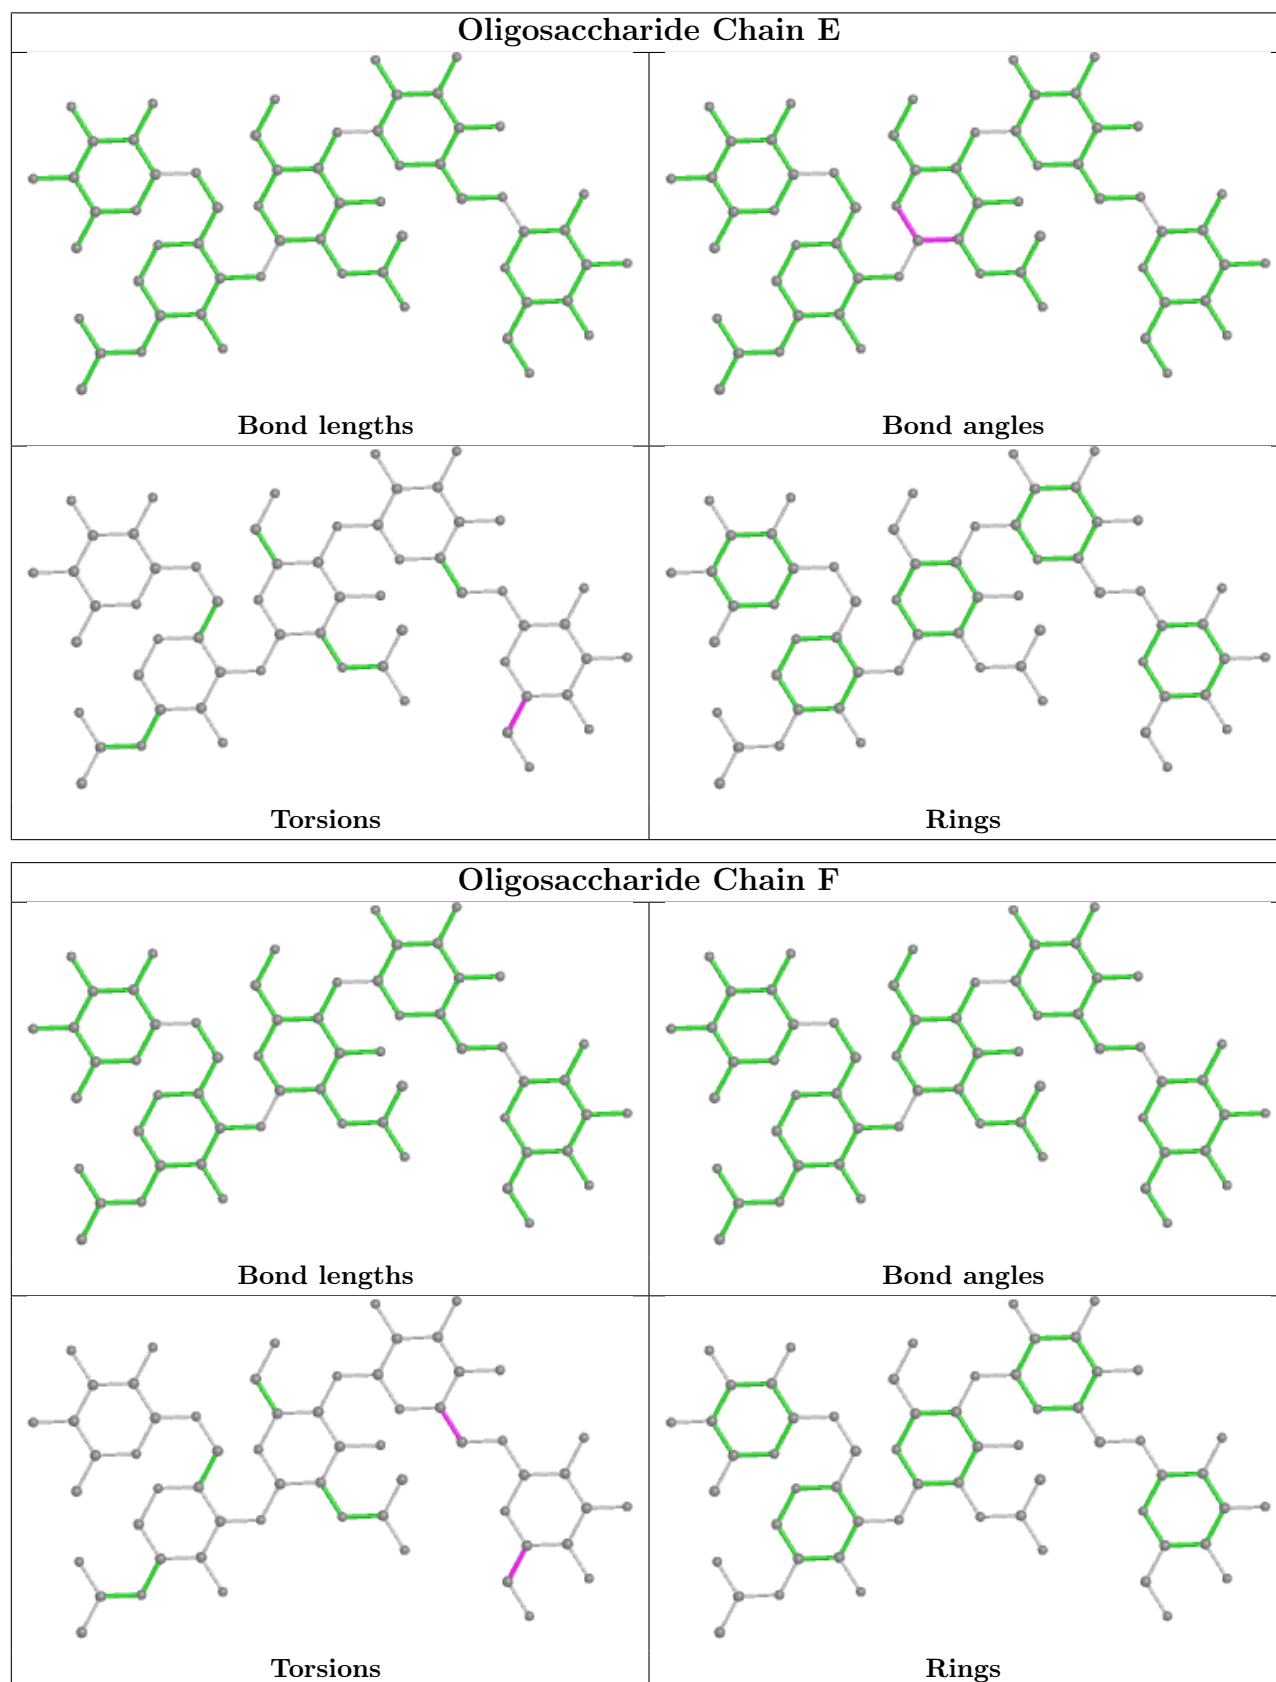 Oligosaccharide Chain E
Bond lengths
Bond angles
Torsions
Rings
Oligosaccharide Chain F
Bond lengths
Bond angles
Torsions
Rings